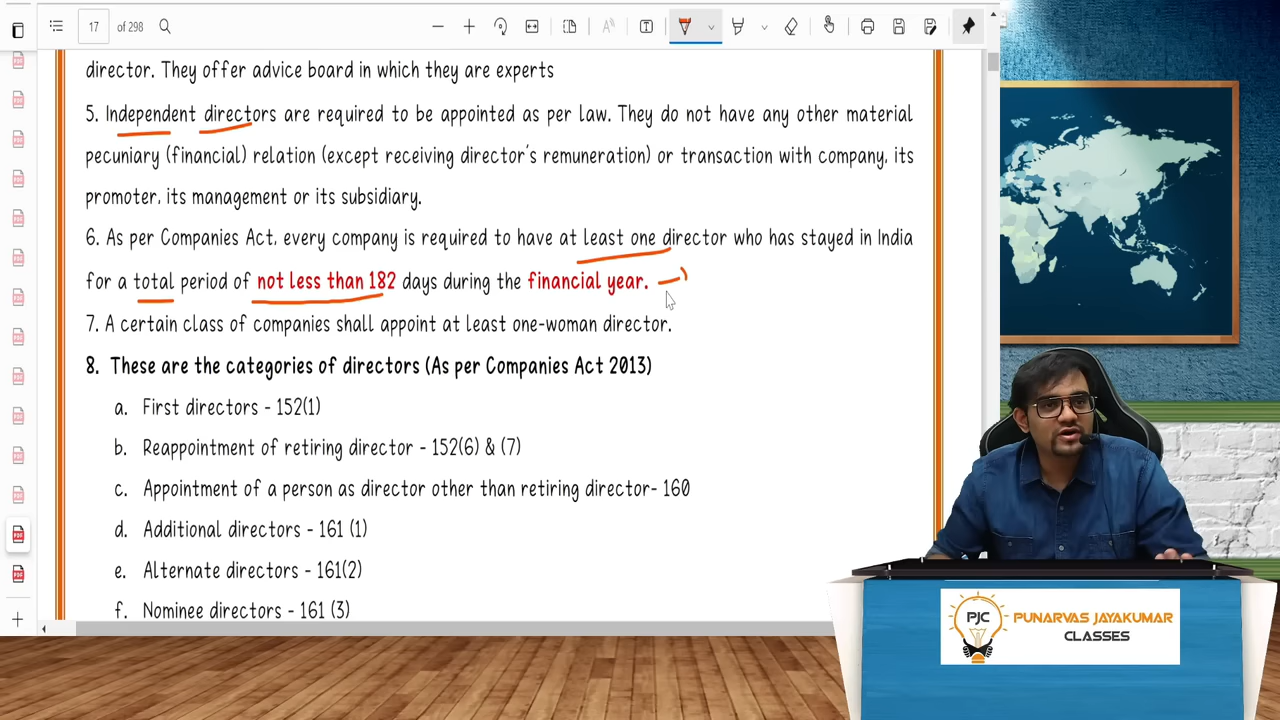 17 of 298
director. They offer advice board in which they are experts
5. Independent directors are required to be appointed as per law. They do not have any other material
pecuniary (financial) relation (except receiving director's remuneration) or transaction with company, its
promoter, its management or its subsidiary.
6. As per Companies Act, every company is required to have at least one director who has stayed in India
for a total period of not less than 182 days during the financial year.
7. A certain class of companies shall appoint at least one-woman director.
8. These are the categories of directors (As per Companies Act 2013)
a. First directors - 152(1)
b. Reappointment of retiring director - 152(6) & (7)
c. Appointment of a person as director other than retiring director- 160
d. Additional directors - 161 (1)
e. Alternate directors - 161(2)
f. Nominee directors - 161 (3)
PJC
PUNARVAS JAYAKUMAR
CLASSES